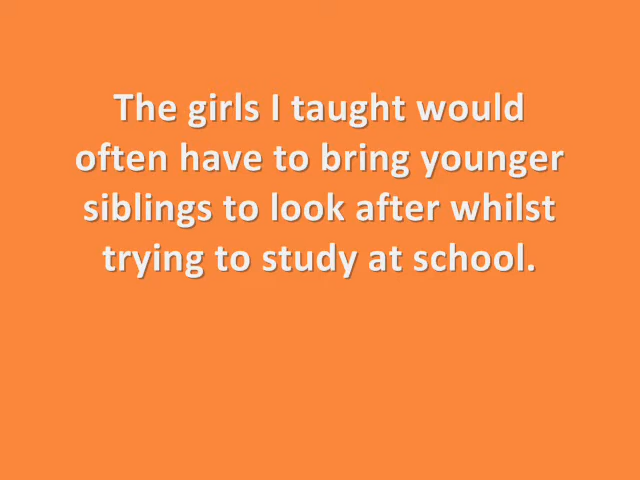 The girls I taught would
often have to bring younger
siblings to look after whilst
trying to study at school.